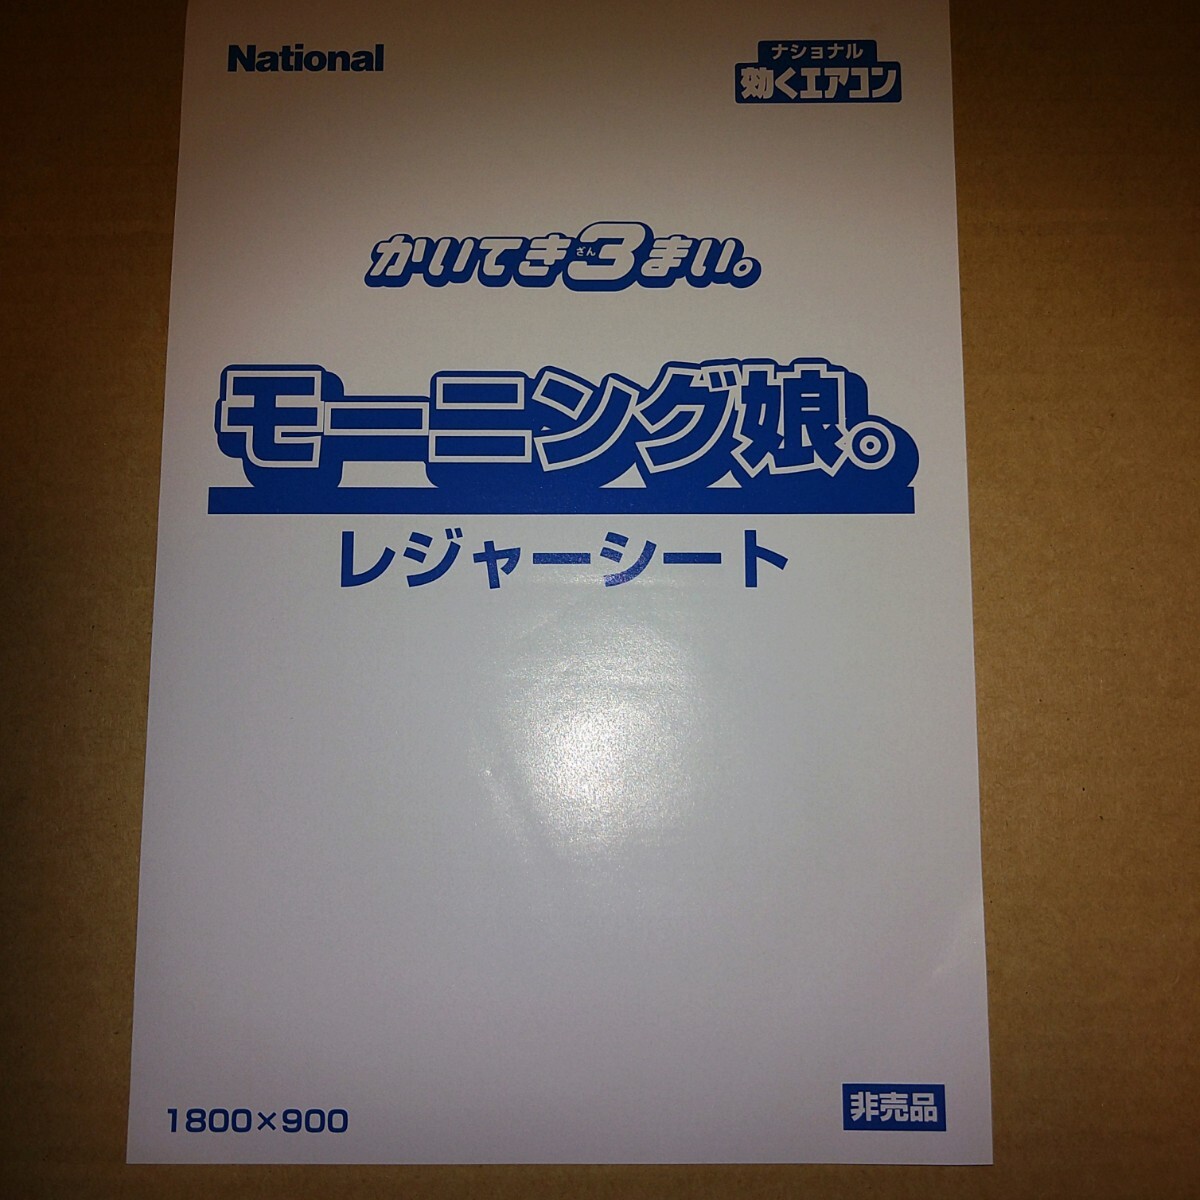 National
ナショナル
効くエアコン
かいてき3まい。
ざん
モーニング娘。
レジャーシート
1800×900
非売品